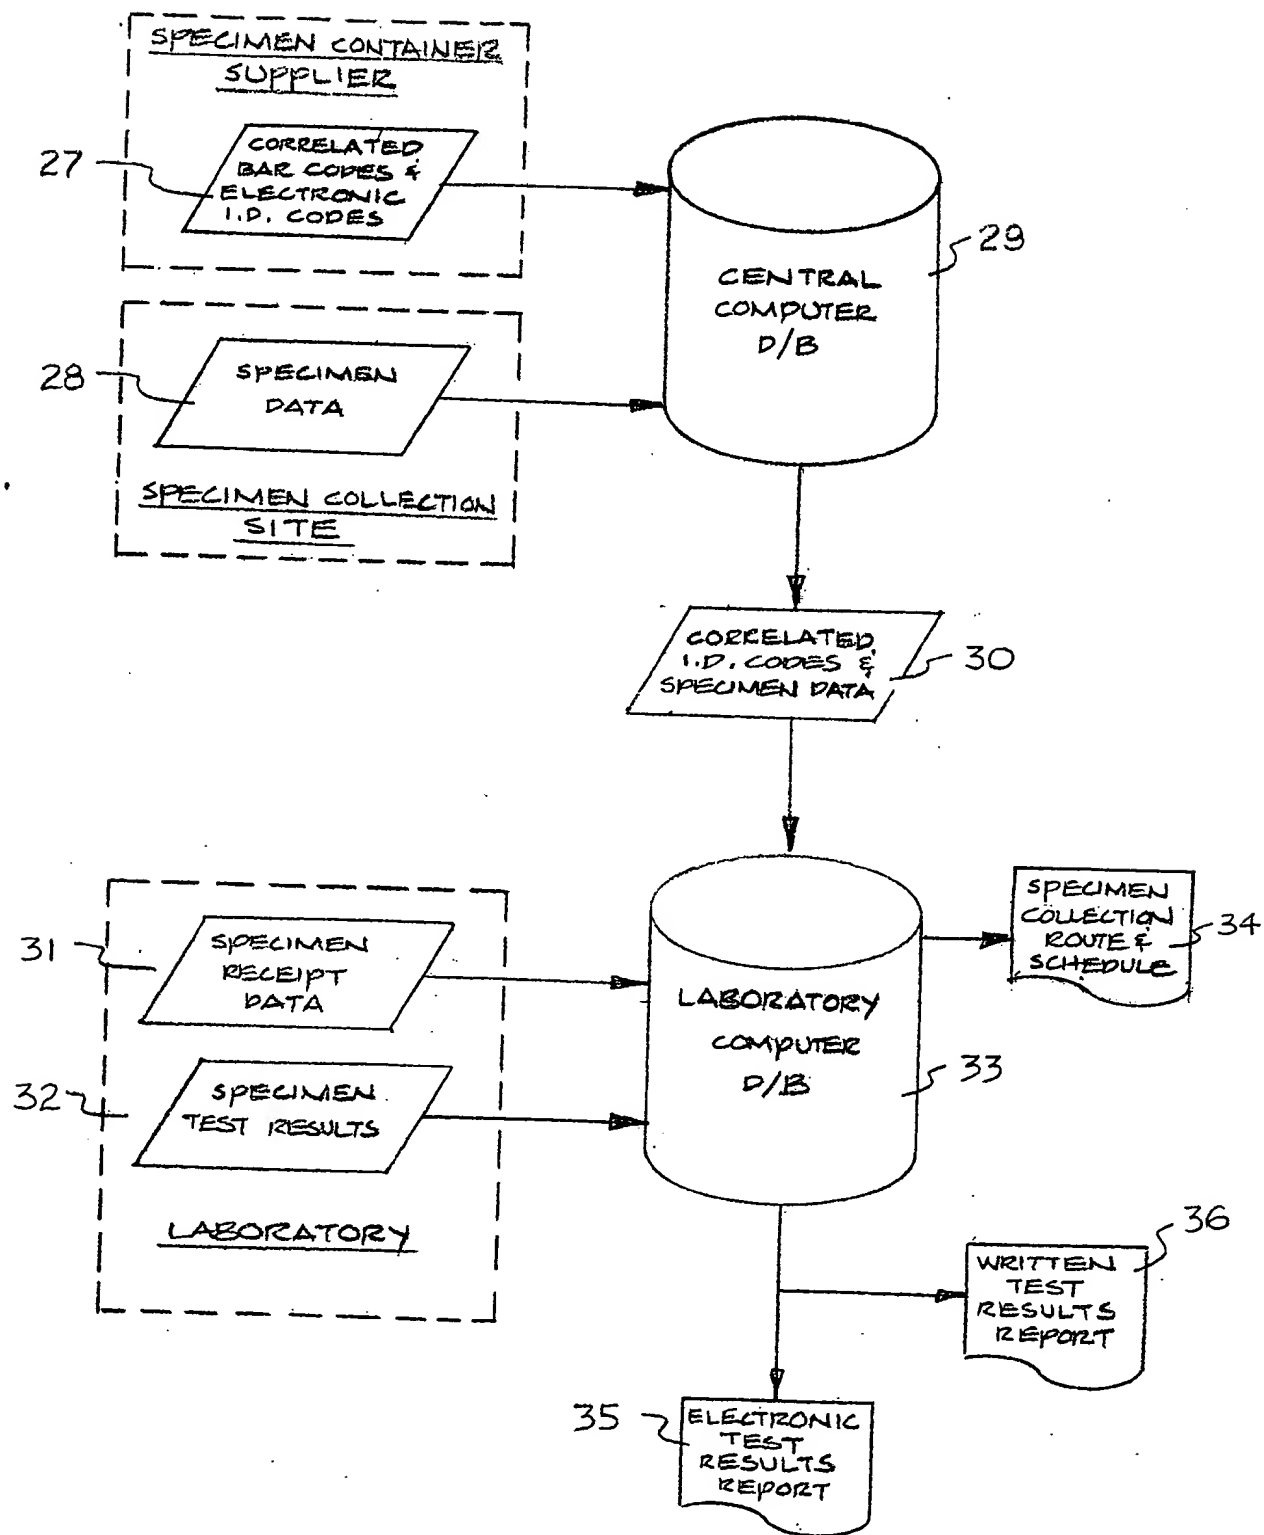 SPECIMEN CONTAINER
SUPPLIER
27
CORRELATED
BAR CODES &
ELECTRONIC
I.D. CODES
29
CENTRAL
COMPUTER
D/B
28
SPECIMEN
DATA
SPECIMEN COLLECTION
SITE
CORRELATED
I.D. CODES &
SPECIMEN DATA
30
31
SPECIMEN
RECEIPT
DATA
LABORATORY
COMPUTER
D/B
33
SPECIMEN
COLLECTION
ROUTE &
SCHEDULE
34
32
SPECIMEN
TEST RESULTS
LABORATORY
36
WRITTEN
TEST
RESULTS
REPORT
35
ELECTRONIC
TEST
RESULTS
REPORT